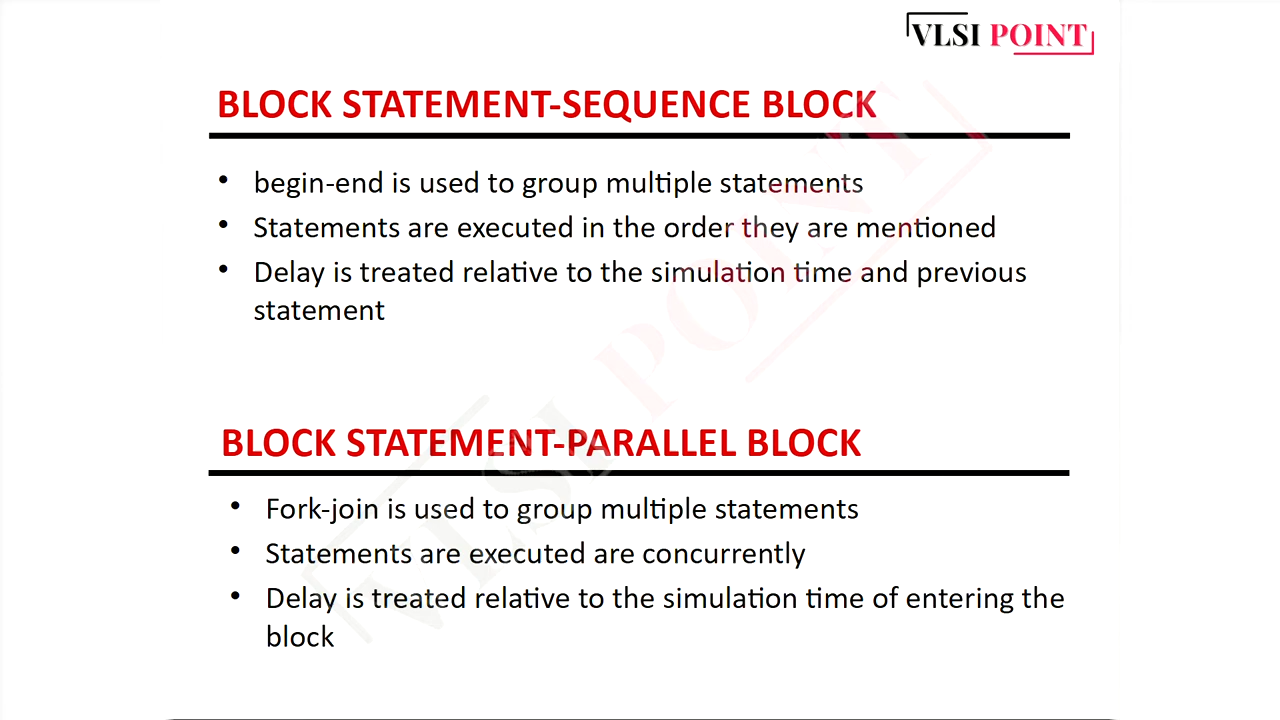 VLSI POINT
BLOCK STATEMENT-SEQUENCE BLOCK
• begin-end is used to group multiple statements
• Statements are executed in the order they are mentioned
• Delay is treated relative to the simulation time and previous
statement
VLSI POINT
BLOCK STATEMENT-PARALLEL BLOCK
• Fork-join is used to group multiple statements
• Statements are executed are concurrently
• Delay is treated relative to the simulation time of entering the
block